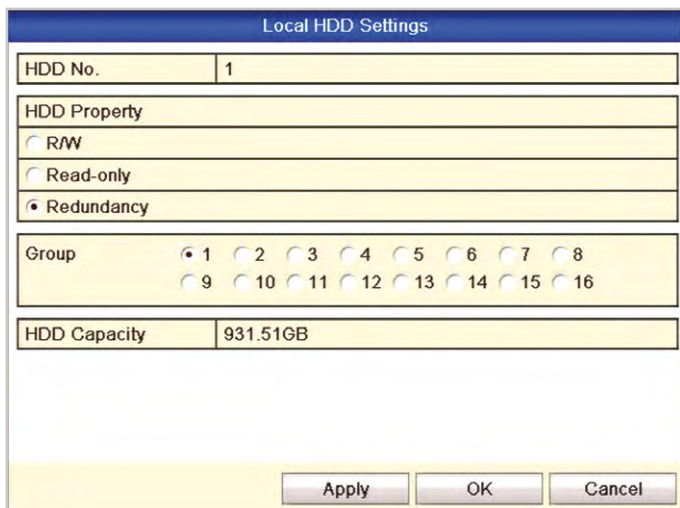 Local HDD Settings
HDD No. 1
HDD Property
R/W
Read-only
Redundancy
Group 1 2 3 4 5 6 7 8
9 10 11 12 13 14 15 16
HDD Capacity 931.51GB
Apply OK Cancel